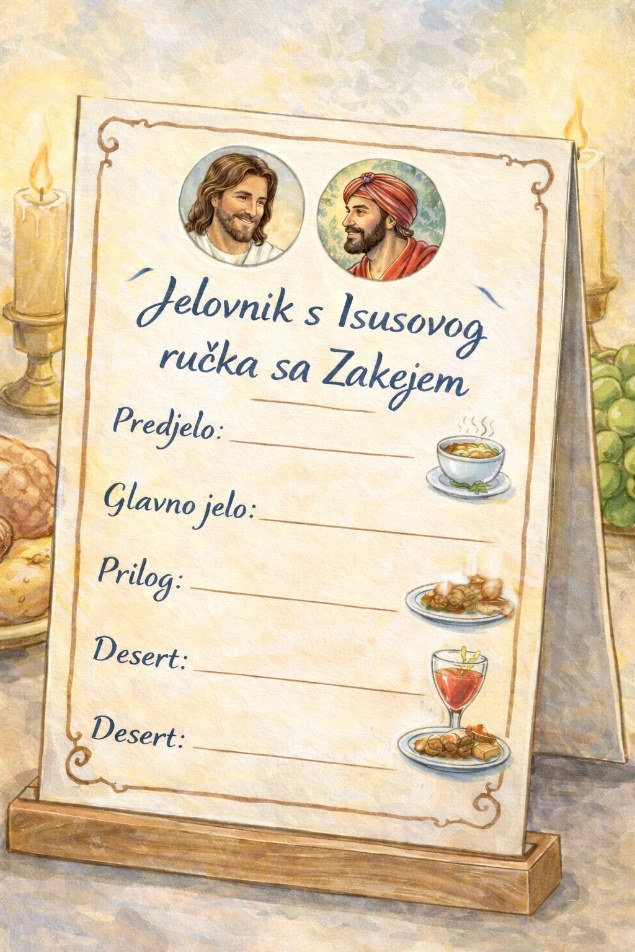 Jelovnik s Isusovog
ručka sa Zakejem
Predjelo:
Glavno jelo:
Prilog:
Desert:
Desert: